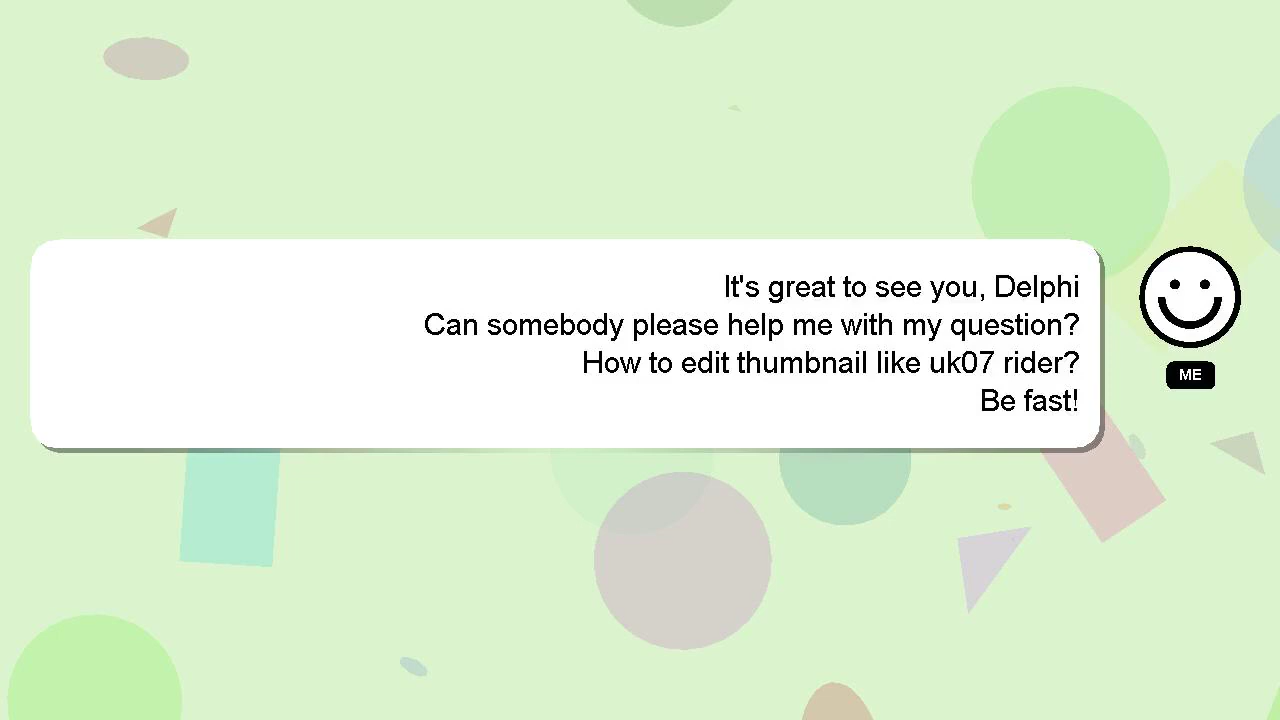 It's great to see you, Delphi
Can somebody please help me with my question?
How to edit thumbnail like uk07 rider?
Be fast!
ME